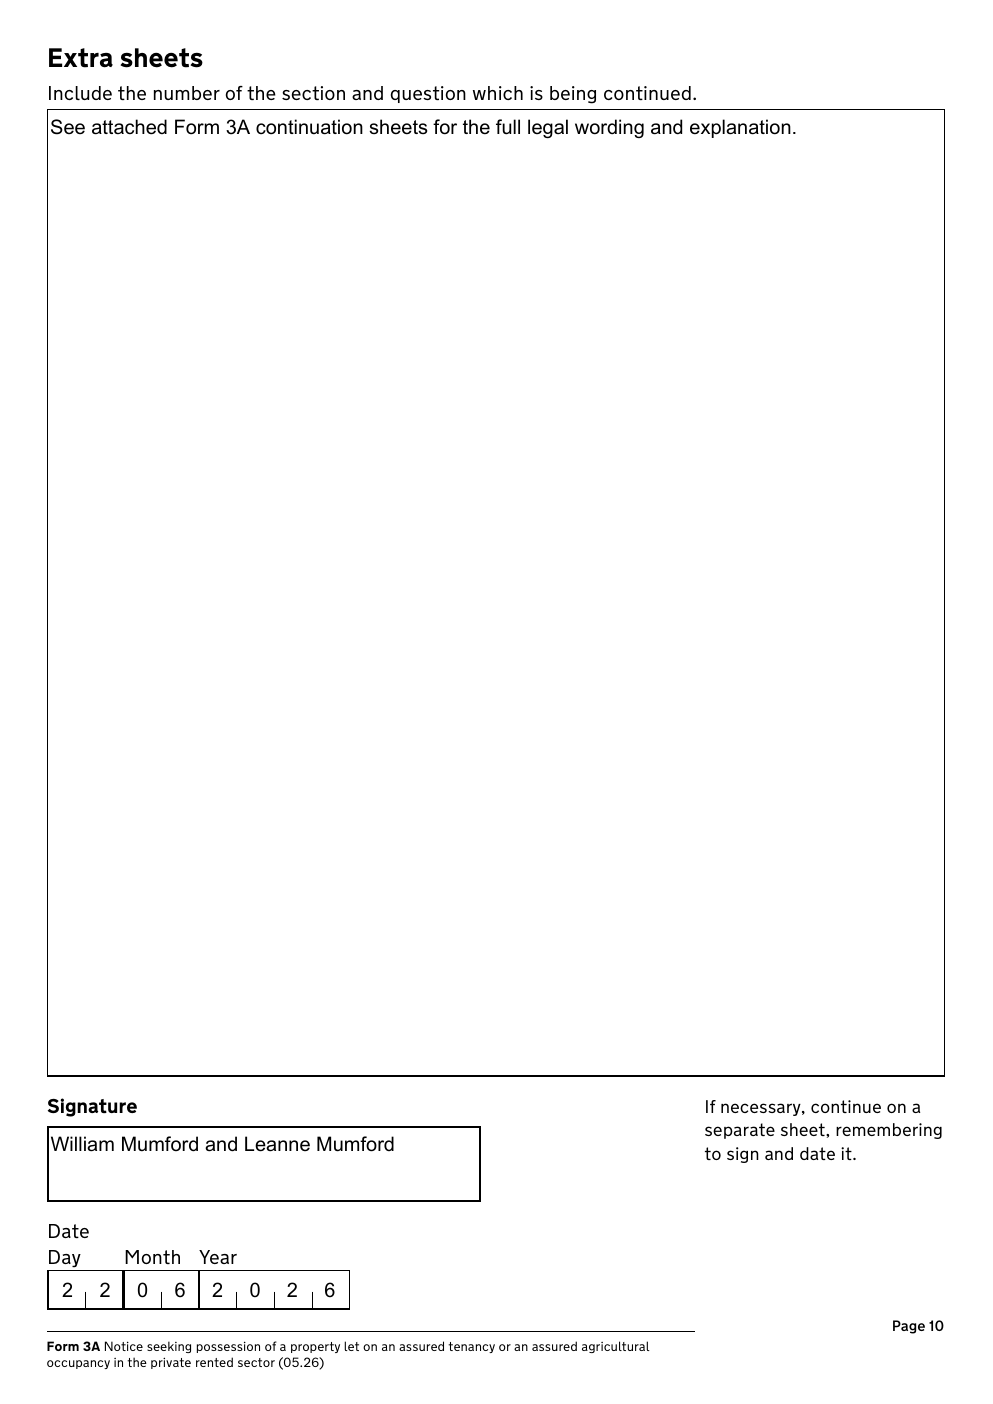 Extra sheets
Include the number of the section and question which is being continued.
See attached Form 3A continuation sheets for the full legal wording and explanation.
Signature
William Mumford and Leanne Mumford
If necessary, continue on a
separate sheet, remembering
to sign and date it.
Date
Day Month Year
2 2 0 6 2 0 2 6
Page 10
Form 3A Notice seeking possession of a property let on an assured tenancy or an assured agricultural
occupancy in the private rented sector (05.26)